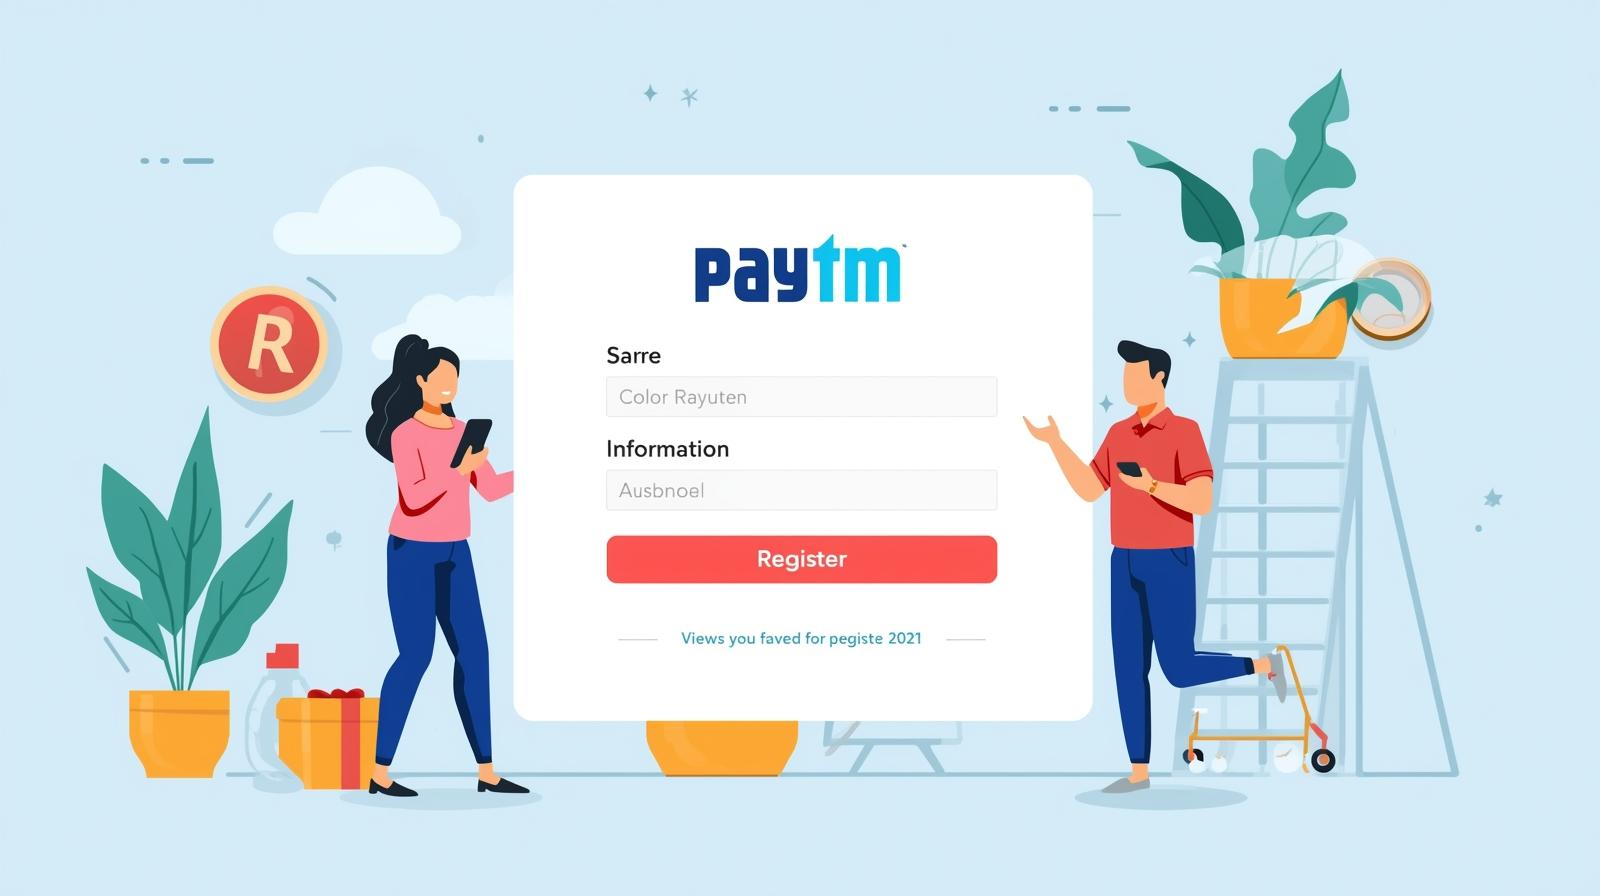 R
paytm
Sarre
Color Rayuten
Information
Ausbnoel
Register
Views you faved for pegiste 2021